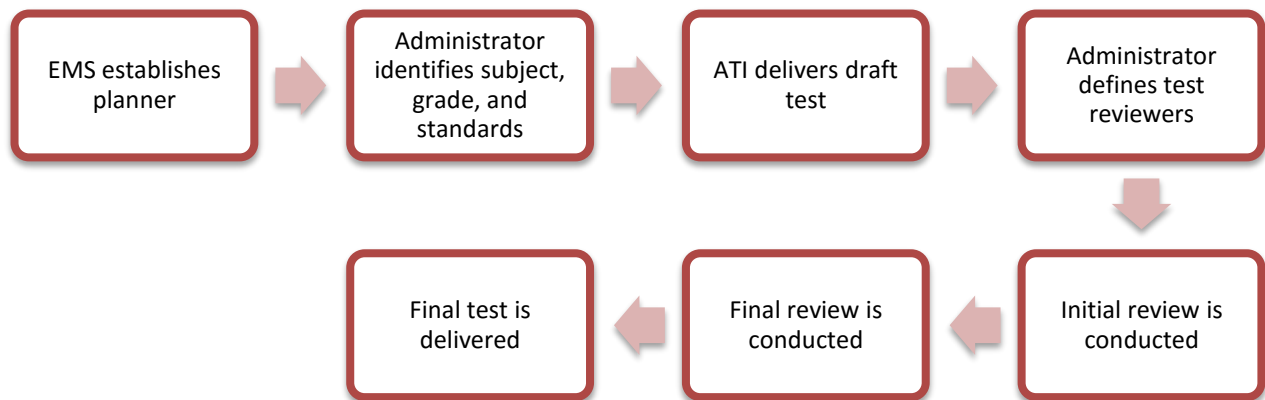 EMS establishes
planner
Administrator
identifies subject,
grade, and
standards
ATI delivers draft
test
Administrator
defines test
reviewers
Initial review is
conducted
Final review is
conducted
Final test is
delivered